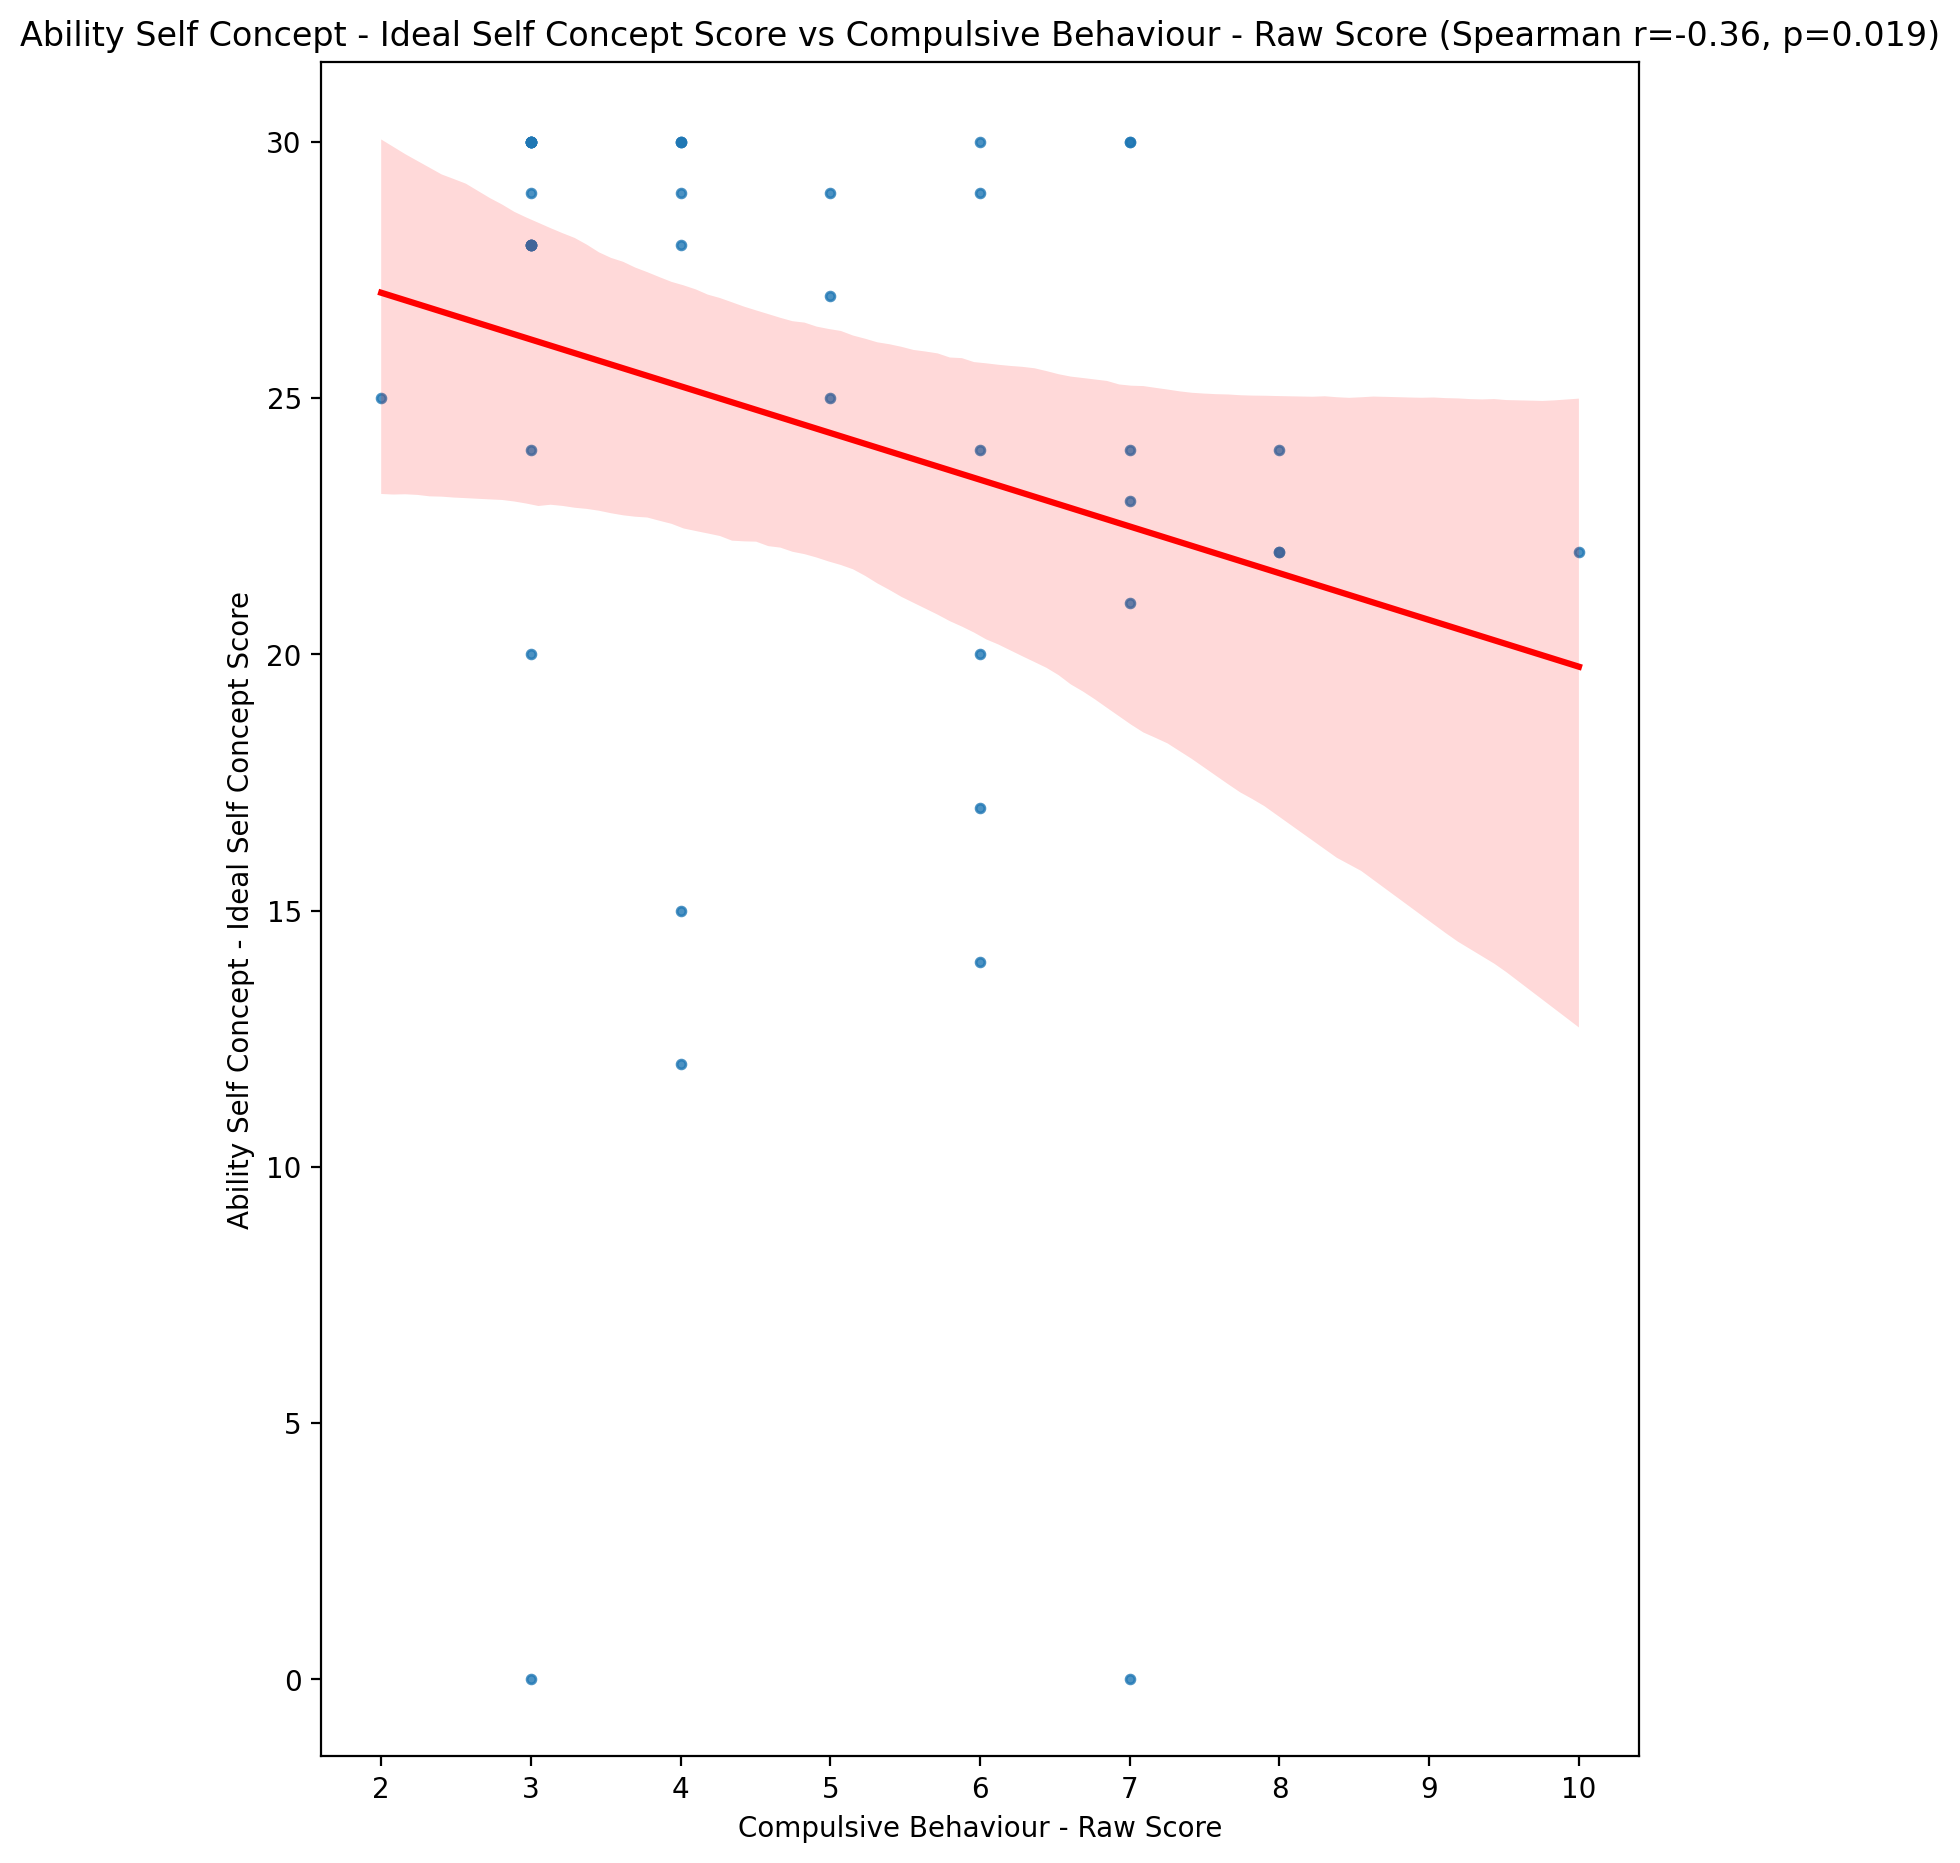 Ability Self Concept - Ideal Self Concept Score vs Compulsive Behaviour - Raw Score (Spearman r=-0.36, p=0.019)
30
25
20
15
10
5
0
Ability Self Concept - Ideal Self Concept Score
2 3 4 5 6 7 8 9 10
Compulsive Behaviour - Raw Score